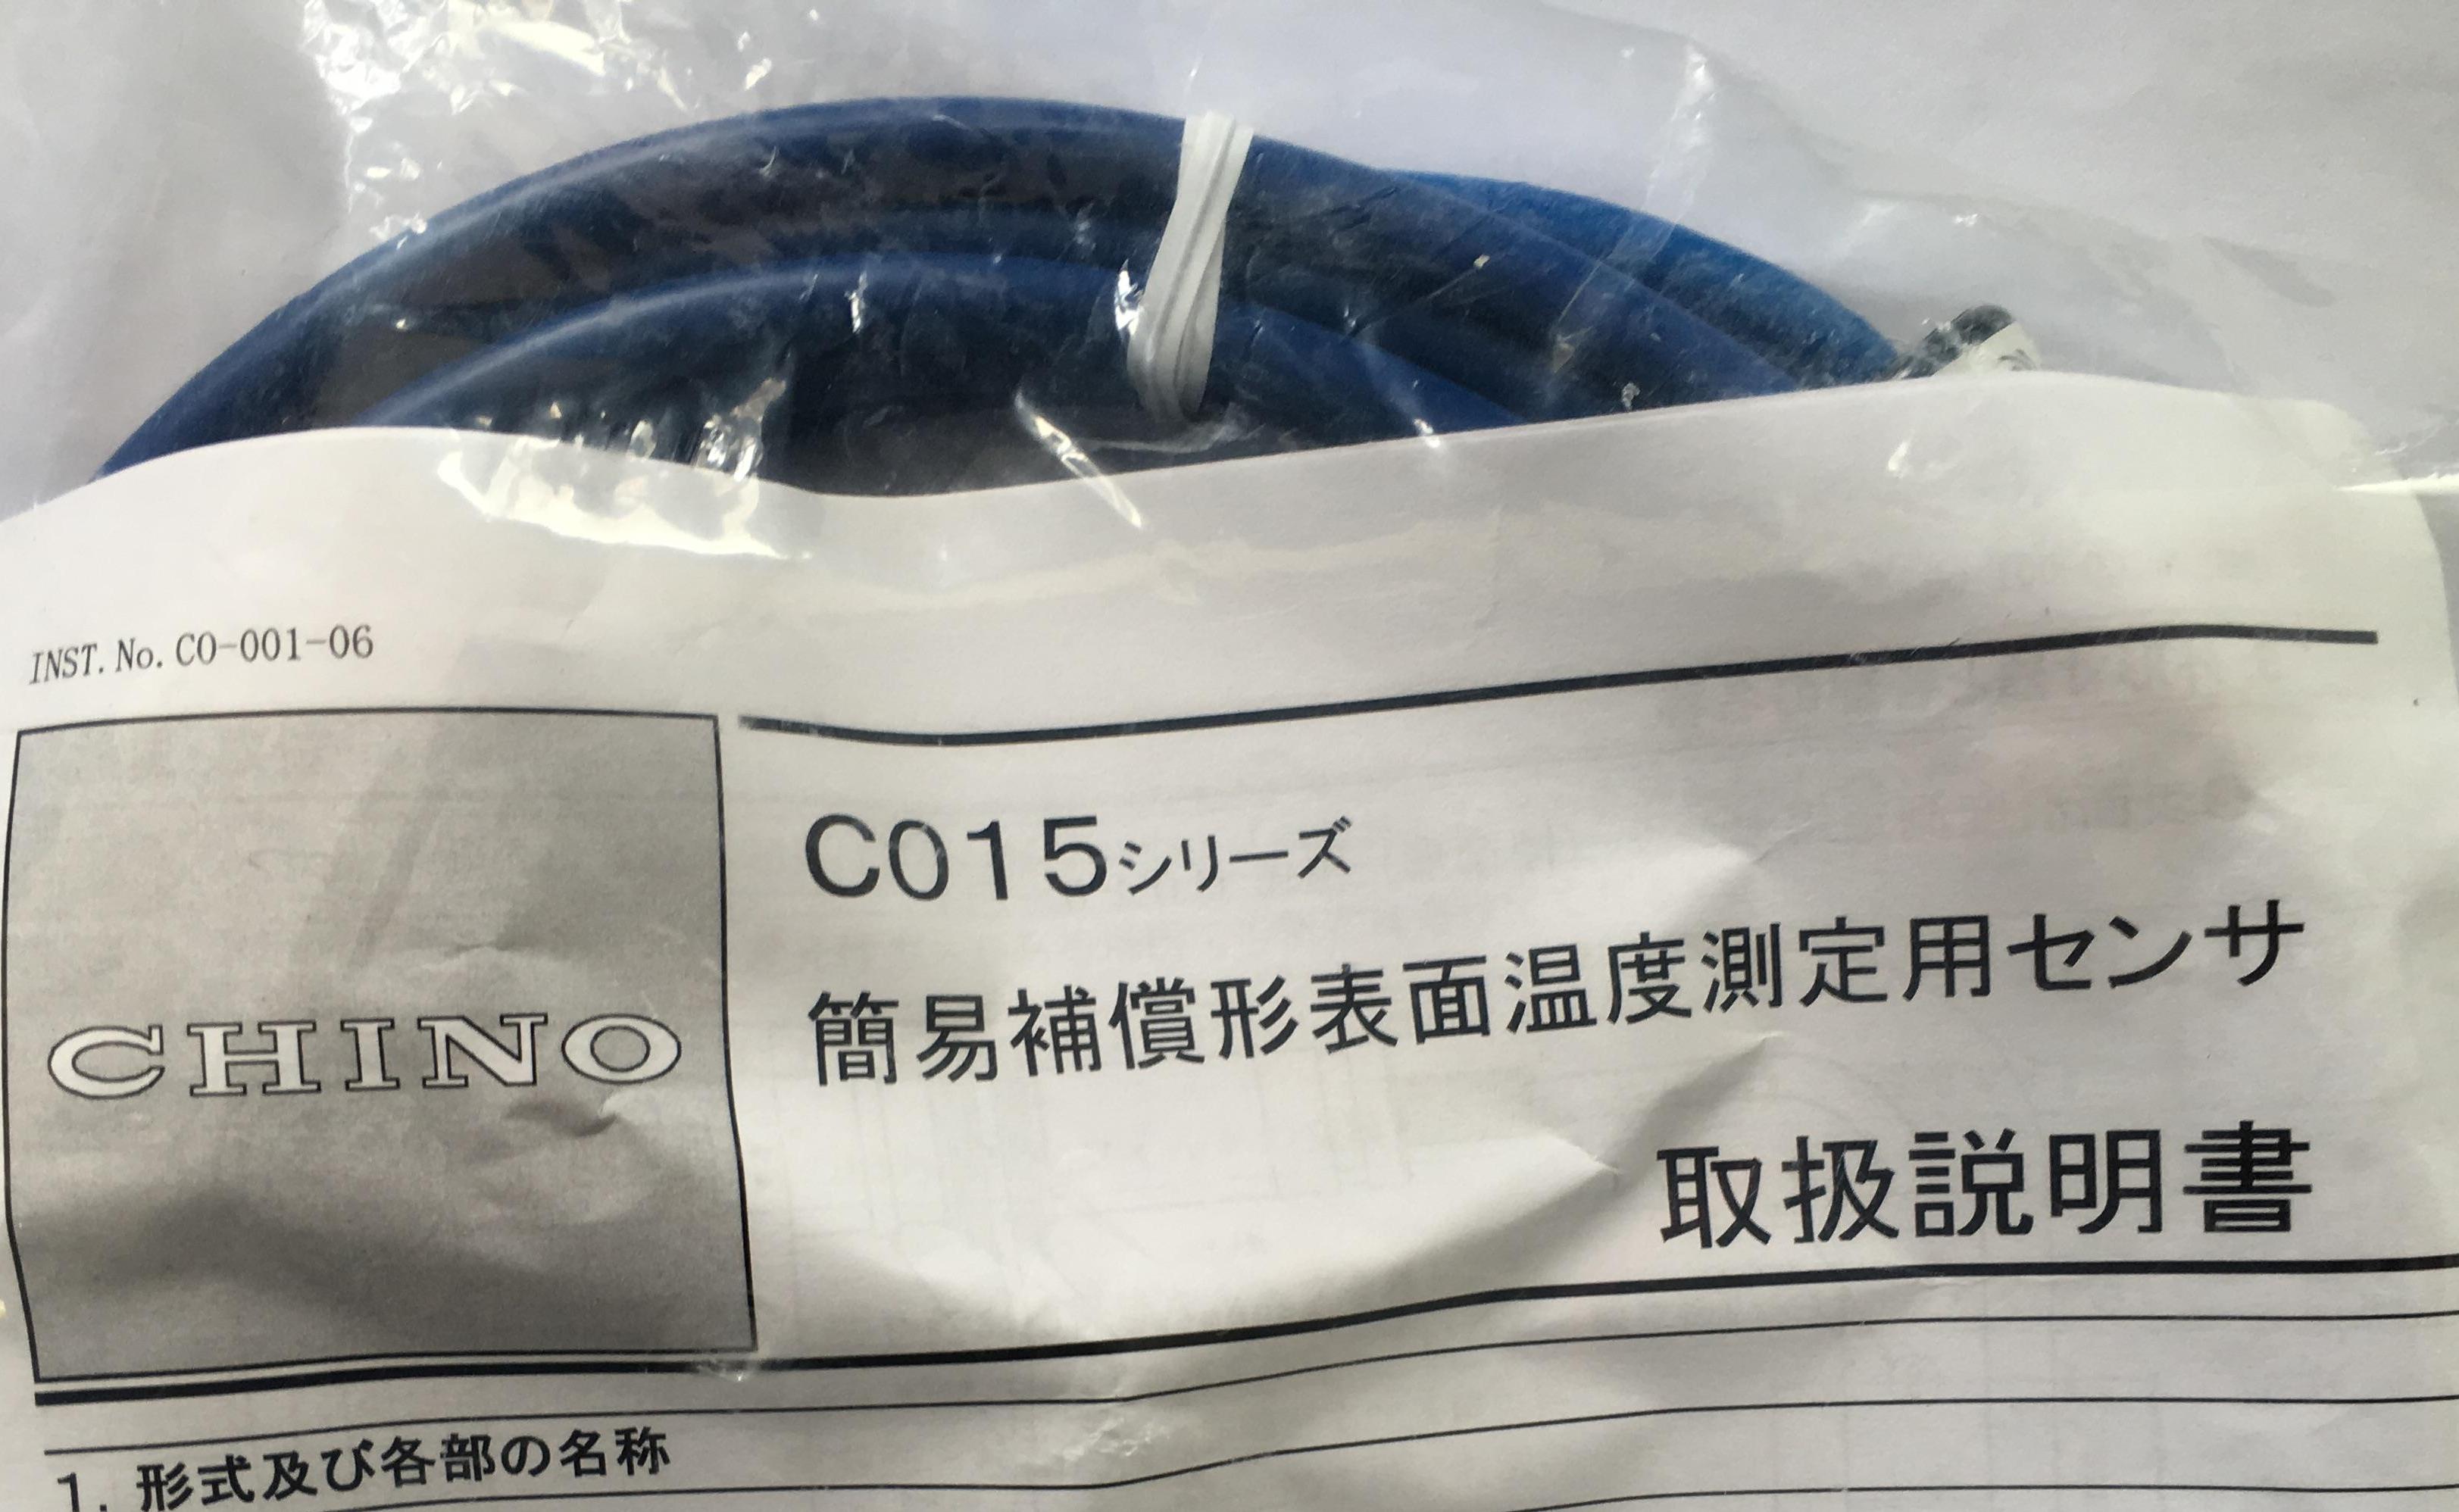 INST. No. CO-001-06
CHINO
C015シリーズ
簡易補償形表面温度測定用センサ
取扱説明書
1. 形式及び各部の名称